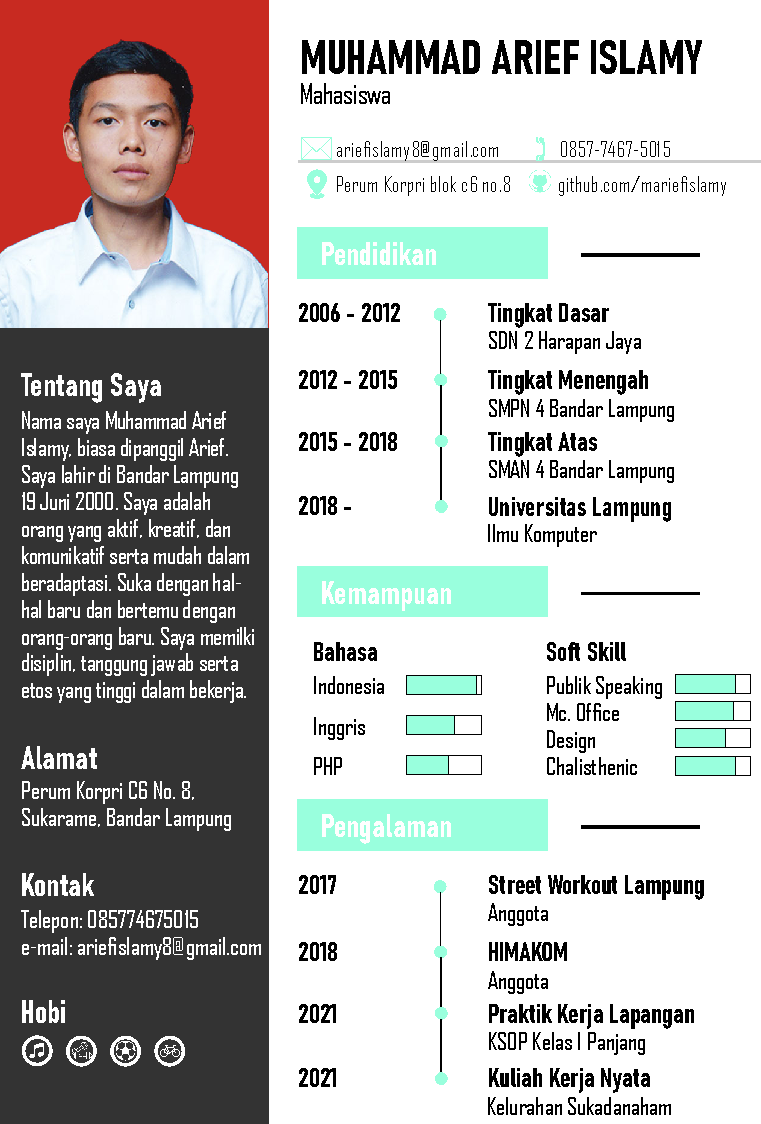 MUHAMMAD ARIEF ISLAMY
Mahasiswa
ariefislamy8@gmail.com
0857-7467-5015
Perum Korpri blok c6 no.8
github.com/mariefislamy
Tentang Saya
Nama saya Muhammad Arief
Islamy, biasa dipanggil Arief.
Saya lahir di Bandar Lampung
19 Juni 2000. Saya adalah
orang yang aktif, kreatif, dan
komunikatif serta mudah dalam
beradaptasi. Suka dengan hal-
hal baru dan bertemu dengan
orang-orang baru. Saya memilki
disiplin, tanggung jawab serta
etos yang tinggi dalam bekerja.
Alamat
Perum Korpri C6 No. 8,
Sukarame, Bandar Lampung
Kontak
Telepon: 085774675015
e-mail: ariefislamy8@gmail.com
Hobi
Pendidikan
2006 - 2012
Tingkat Dasar
SDN 2 Harapan Jaya
2012 - 2015
Tingkat Menengah
SMPN 4 Bandar Lampung
2015 - 2018
Tingkat Atas
SMAN 4 Bandar Lampung
2018 -
Universitas Lampung
Ilmu Komputer
Kemampuan
Bahasa
Indonesia
Inggris
PHP
Soft Skill
Publik Speaking
Mc. Office
Design
Chalisthenic
Pengalaman
2017
Street Workout Lampung
Anggota
2018
HIMAKOM
Anggota
2021
Praktik Kerja Lapangan
KSOP Kelas I Panjang
2021
Kuliah Kerja Nyata
Kelurahan Sukadanaham